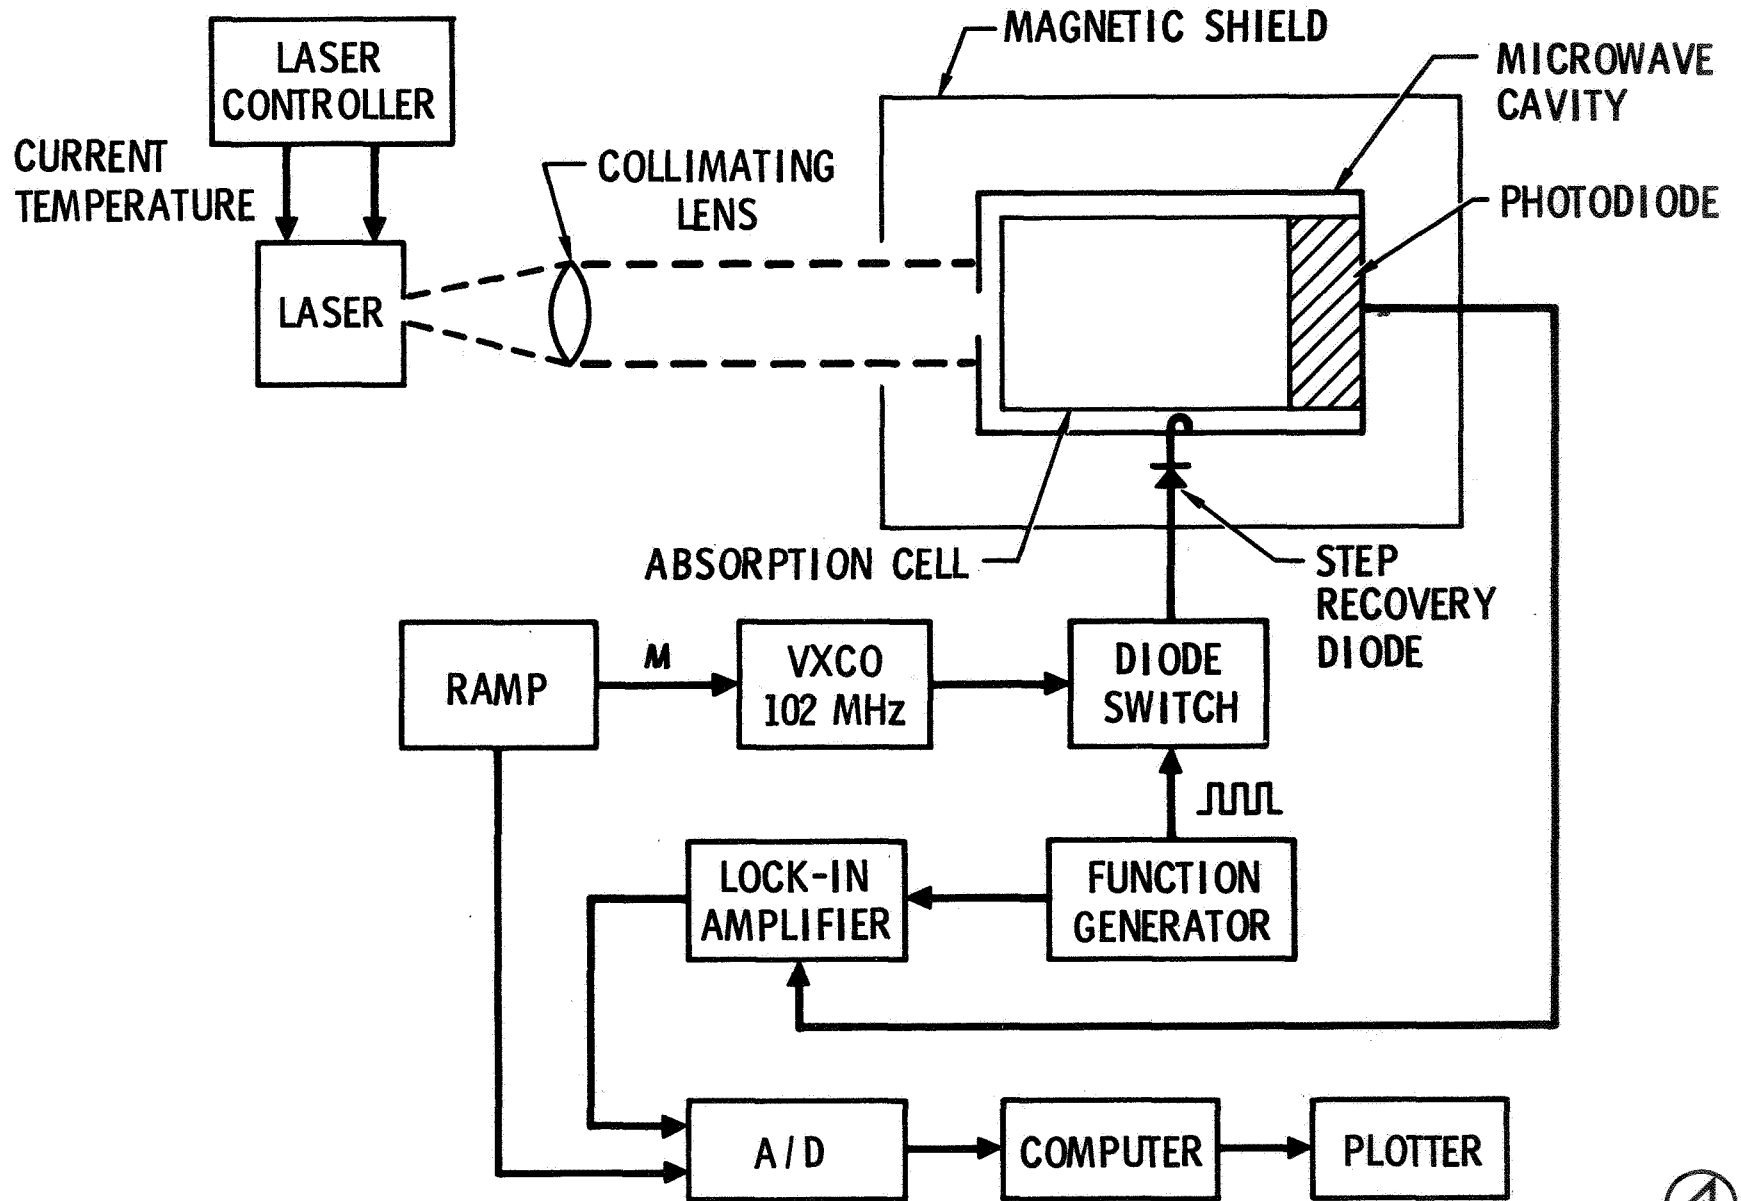 MAGNETIC SHIELD
LASER
CONTROLLER
MICROWAVE
CAVITY
CURRENT
TEMPERATURE
COLLIMATING
LENS
PHOTODIODE
LASER
ABSORPTION CELL
STEP
RECOVERY
DIODE
RAMP
M
VXCO
102 MHz
DIODE
SWITCH
LOCK-IN
AMPLIFIER
FUNCTION
GENERATOR
A/D
COMPUTER
PLOTTER